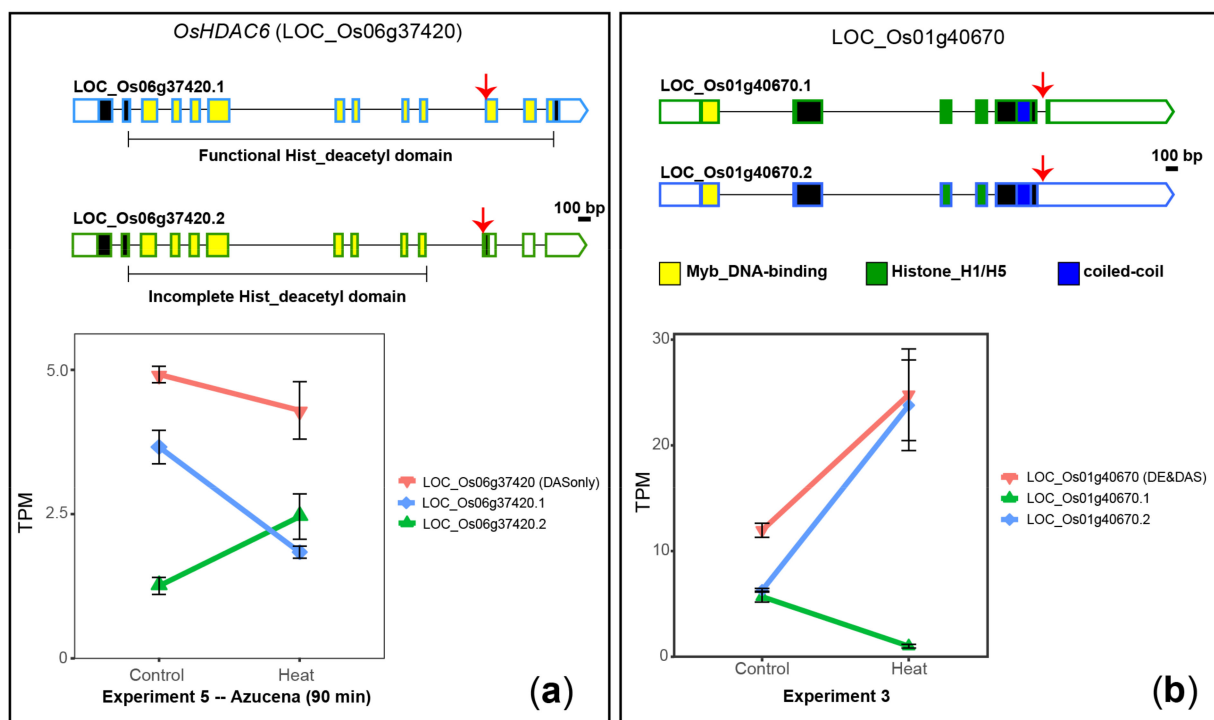 OsHDAC6 (LOC_Os06g37420)
LOC_Os06g37420.1
Functional Hist_deacetyl domain
LOC_Os06g37420.2
100 bp
Incomplete Hist_deacetyl domain
5.0
2.5
0
TPM
Control
Heat
LOC_Os06g37420 (DASonly)
LOC_Os06g37420.1
LOC_Os06g37420.2
Experiment 5 -- Azucena (90 min)
(a)
LOC_Os01g40670
LOC_Os01g40670.1
LOC_Os01g40670.2
100 bp
Myb_DNA-binding
Histone_H1/H5
coiled-coil
30
20
10
0
TPM
Control
Heat
LOC_Os01g40670 (DE&DAS)
LOC_Os01g40670.1
LOC_Os01g40670.2
Experiment 3
(b)